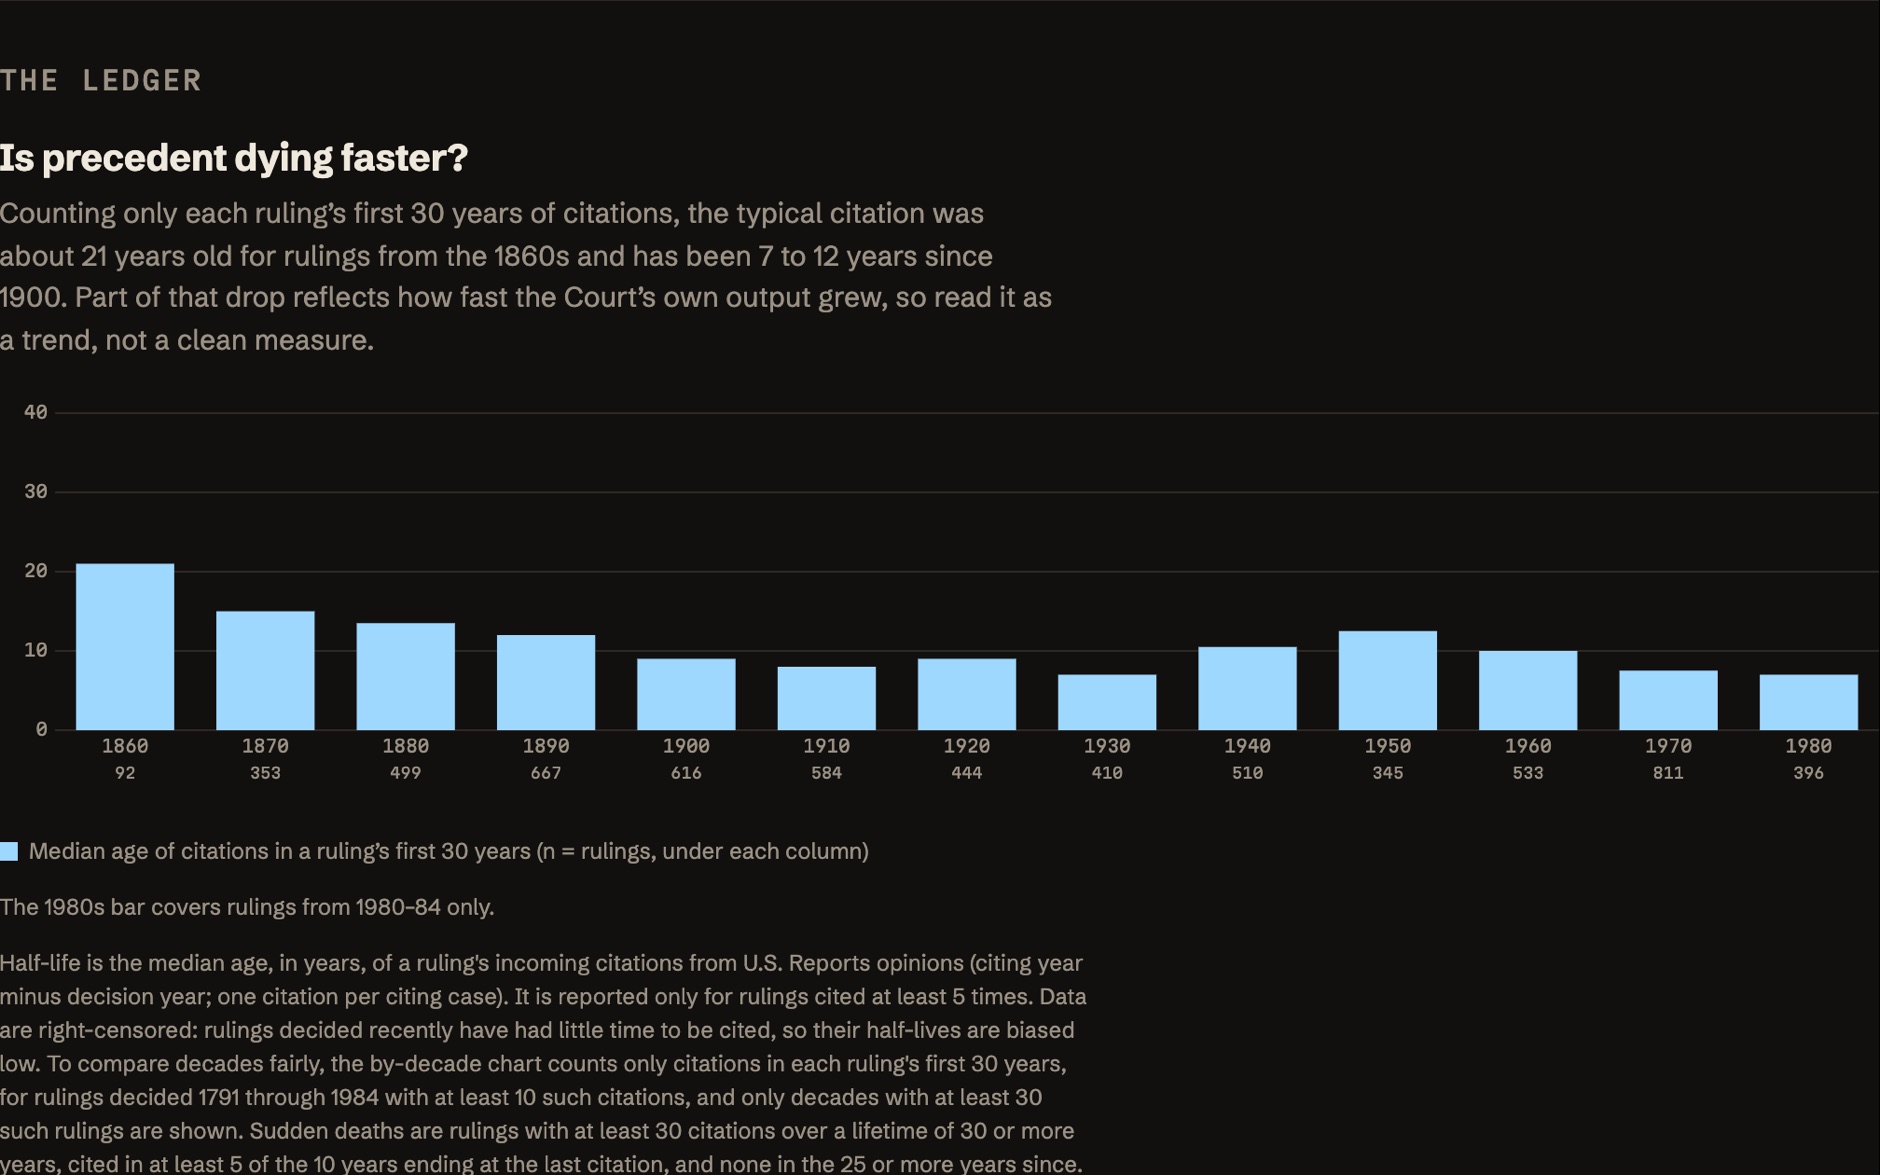 THE LEDGER
Is precedent dying faster?
Counting only each ruling’s first 30 years of citations, the typical citation was
about 21 years old for rulings from the 1860s and has been 7 to 12 years since
1900. Part of that drop reflects how fast the Court’s own output grew, so read it as
a trend, not a clean measure.
40
30
20
10
0
1860 1870 1880 1890 1900 1910 1920 1930 1940 1950 1960 1970 1980
92 353 499 667 616 584 444 410 510 345 533 811 396
Median age of citations in a ruling’s first 30 years (n = rulings, under each column)
The 1980s bar covers rulings from 1980–84 only.
Half-life is the median age, in years, of a ruling's incoming citations from U.S. Reports opinions (citing year
minus decision year; one citation per citing case). It is reported only for rulings cited at least 5 times. Data
are right-censored: rulings decided recently have had little time to be cited, so their half-lives are biased
low. To compare decades fairly, the by-decade chart counts only citations in each ruling's first 30 years,
for rulings decided 1791 through 1984 with at least 10 such citations, and only decades with at least 30
such rulings are shown. Sudden deaths are rulings with at least 30 citations over a lifetime of 30 or more
years, cited in at least 5 of the 10 years ending at the last citation, and none in the 25 or more years since.